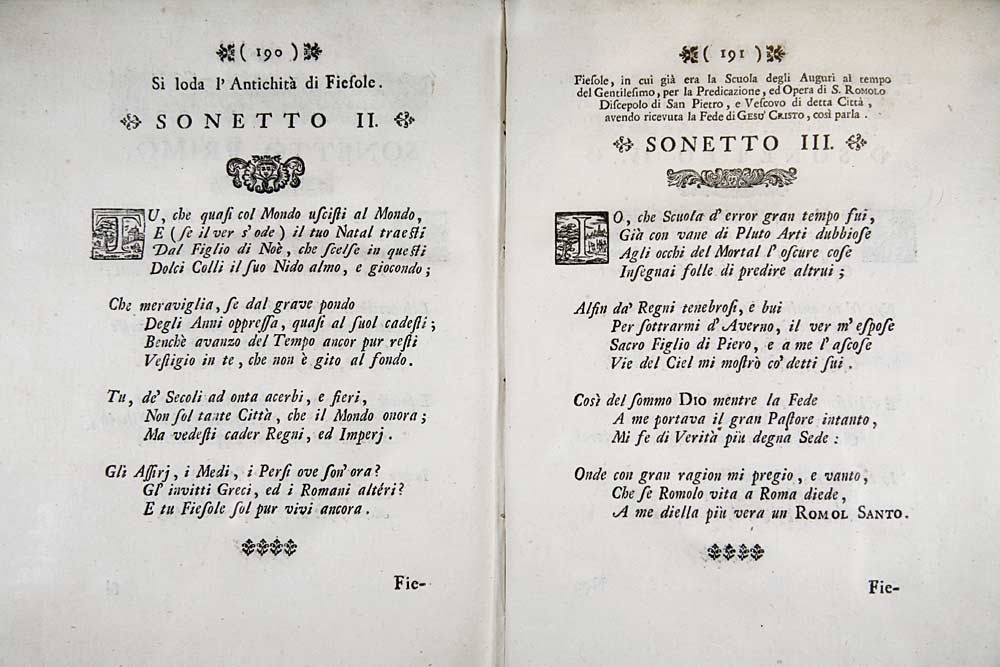 ( 190 )
Si loda l' Antichità di Fieſole.
SONETTO II.
TU, che quaſi col Mondo uſciſti al Mondo,
E (ſe il ver s' ode) il tuo Natal traeſti
Dal Figlio di Noè, che ſcelſe in queſti
Dolci Colli il ſuo Nido almo, e giocondo;
Che meraviglia, ſe dal grave pondo
Degli Anni oppreſſa, quaſi al ſuol cadeſti;
Benchè avanzo del Tempo ancor pur reſti
Veſtigio in te, che non è gito al fondo.
Tu, de' Secoli ad onta acerbi, e fieri,
Non ſol tante Città, che il Mondo onora;
Ma vedeſti cader Regni, ed Imperj.
Gli Aſſirj, i Medi, i Perſi ove ſon' ora?
Gl' invitti Greci, ed i Romani altéri?
E tu Fieſole ſol pur vivi ancora.
Fie-
( 191 )
Fieſole, in cui già era la Scuola degli Auguri al tempo
del Gentileſimo, per la Predicazione, ed Opera di S. ROMOLO
Diſcepolo di San Pietro, e Veſcovo di detta Città,
avendo ricevuta la Fede di GESU' CRISTO, così parla.
SONETTO III.
IO, che Scuola d' error gran tempo fui,
Già con vane di Pluto Arti dubbioſe
Agli occhi del Mortal l' oſcure coſe
Inſegnai folle di predire altrui;
Alfin da' Regni tenebroſi, e bui
Per ſottrarmi d' Averno, il ver m' eſpoſe
Sacro Figlio di Piero, e a me l' aſcoſe
Vie del Ciel mi moſtrò co' detti ſui.
Così del ſommo DIO mentre la Fede
A me portava il gran Paſtore intanto,
Mi fe di Verità più degna Sede:
Onde con gran ragion mi pregio, e vanto,
Che ſe Romolo vita a Roma diede,
A me diella più vera un ROMOL SANTO.
Fie-